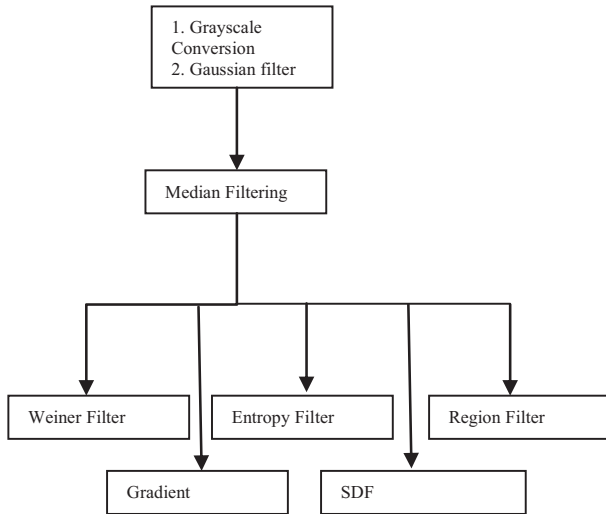 1. Grayscale
Conversion
2. Gaussian filter
Median Filtering
Weiner Filter
Entropy Filter
Region Filter
Gradient
SDF